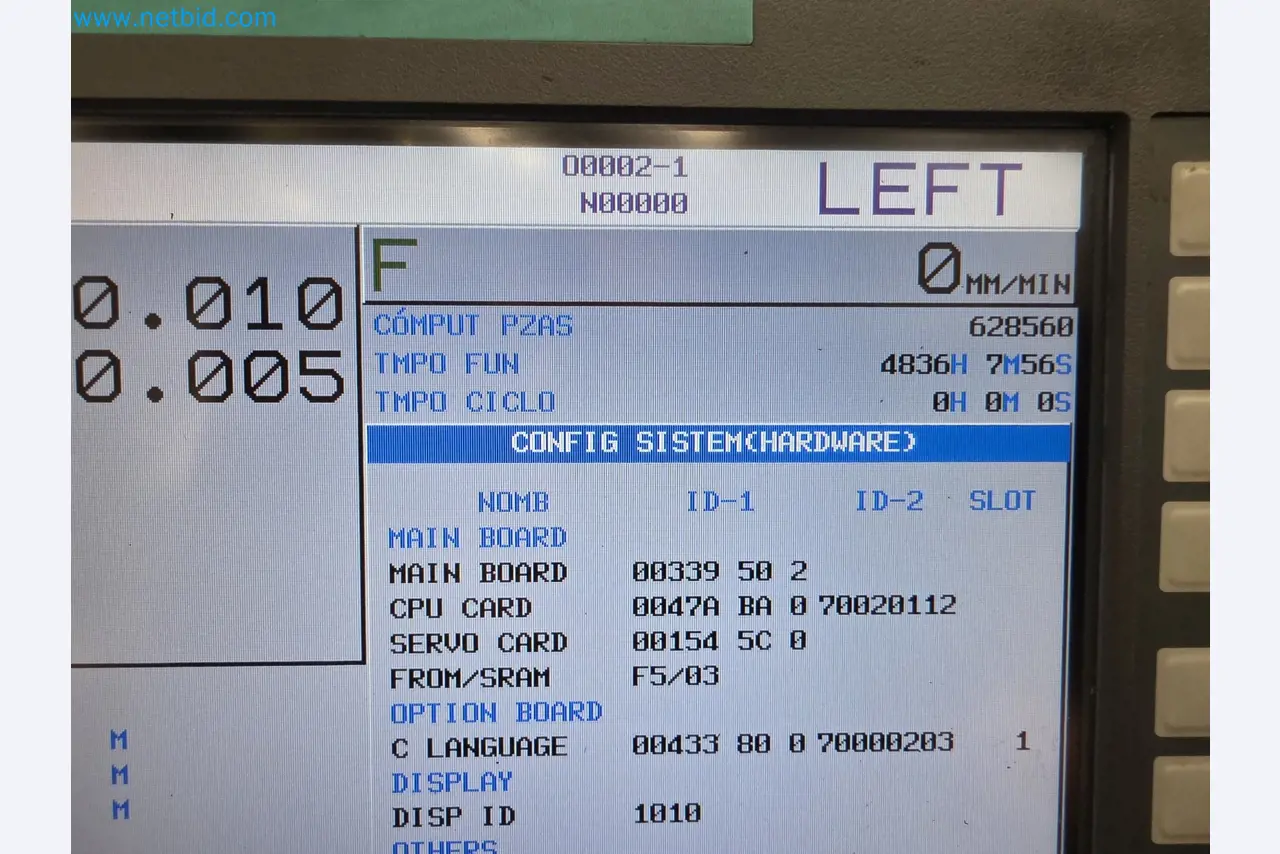 www.netbid.com
O0002-1
N00000
LEFT
F 0 MM/MIN
0.010
0.005
CÓMPUT PZAS 628560
TMPO FUN 4836H 7M56S
TMPO CICLO 0H 0M 0S
CONFIG SISTEM(HARDWARE)
NOMB ID-1 ID-2 SLOT
MAIN BOARD
MAIN BOARD 00339 50 2
CPU CARD 0047A BA 0 70020112
SERVO CARD 00154 5C 0
FROM/SRAM F5/03
OPTION BOARD
C LANGUAGE 00433 80 0 70000203 1
DISPLAY
DISP ID 1010
OTHERS
M
M
M